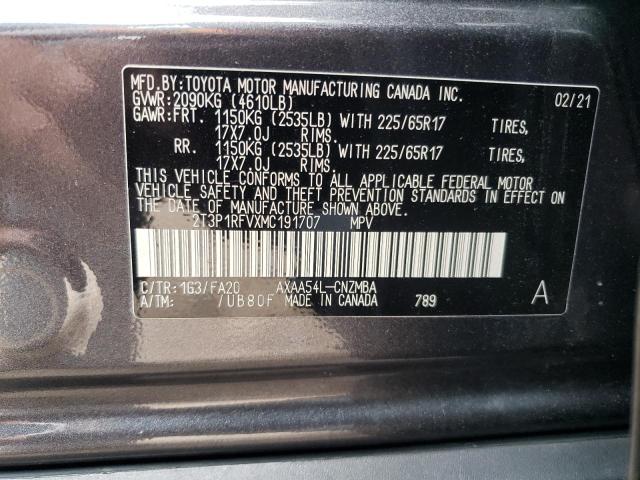 MFD.BY:TOYOTA MOTOR MANUFACTURING CANADA INC. 02/21
GVWR:2090KG (4610LB)
GAWR:FRT. 1150KG (2535LB) WITH 225/65R17 TIRES,
17X7.0J RIMS.
RR. 1150KG (2535LB) WITH 225/65R17 TIRES,
17X7.0J RIMS.
THIS VEHICLE CONFORMS TO ALL APPLICABLE FEDERAL MOTOR
VEHICLE SAFETY AND THEFT PREVENTION STANDARDS IN EFFECT ON
THE DATE OF MANUFACTURE SHOWN ABOVE.
2T3P1RFVXMC191707 MPV
C/TR:1G3/FA20 AXAA54L-CNZMBA
A/TM: /UB80F MADE IN CANADA 789 A